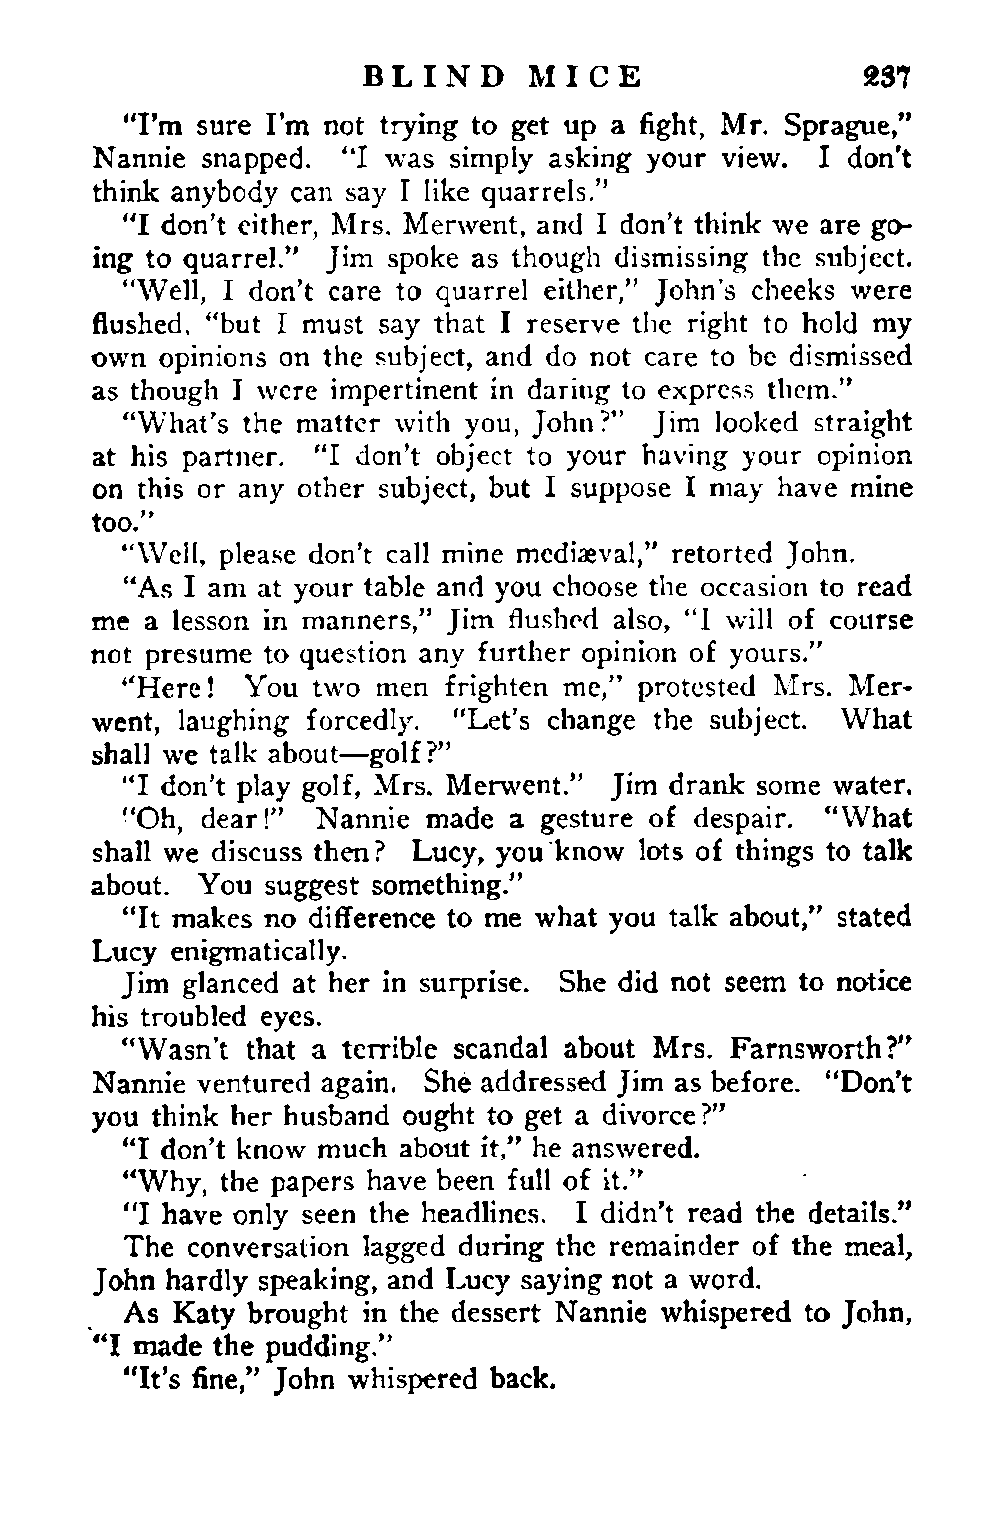 BLIND MICE 237
“I’m sure I’m not trying to get up a fight, Mr. Sprague,”
Nannie snapped. “I was simply asking your view. I don’t
think anybody can say I like quarrels.”
“I don’t either, Mrs. Merwent, and I don’t think we are go-
ing to quarrel.” Jim spoke as though dismissing the subject.
“Well, I don’t care to quarrel either,” John’s cheeks were
flushed, “but I must say that I reserve the right to hold my
own opinions on the subject, and do not care to be dismissed
as though I were impertinent in daring to express them.”
“What’s the matter with you, John?” Jim looked straight
at his partner. “I don’t object to your having your opinion
on this or any other subject, but I suppose I may have mine
too.”
“Well, please don’t call mine mediæval,” retorted John.
“As I am at your table and you choose the occasion to read
me a lesson in manners,” Jim flushed also, “I will of course
not presume to question any further opinion of yours.”
“Here! You two men frighten me,” protested Mrs. Mer-
went, laughing forcedly. “Let’s change the subject. What
shall we talk about—golf?”
“I don’t play golf, Mrs. Merwent.” Jim drank some water.
“Oh, dear!” Nannie made a gesture of despair. “What
shall we discuss then? Lucy, you know lots of things to talk
about. You suggest something.”
“It makes no difference to me what you talk about,” stated
Lucy enigmatically.
Jim glanced at her in surprise. She did not seem to notice
his troubled eyes.
“Wasn’t that a terrible scandal about Mrs. Farnsworth?”
Nannie ventured again. She addressed Jim as before. “Don’t
you think her husband ought to get a divorce?”
“I don’t know much about it,” he answered.
“Why, the papers have been full of it.”
“I have only seen the headlines. I didn’t read the details.”
The conversation lagged during the remainder of the meal,
John hardly speaking, and Lucy saying not a word.
As Katy brought in the dessert Nannie whispered to John,
“I made the pudding.”
“It’s fine,” John whispered back.